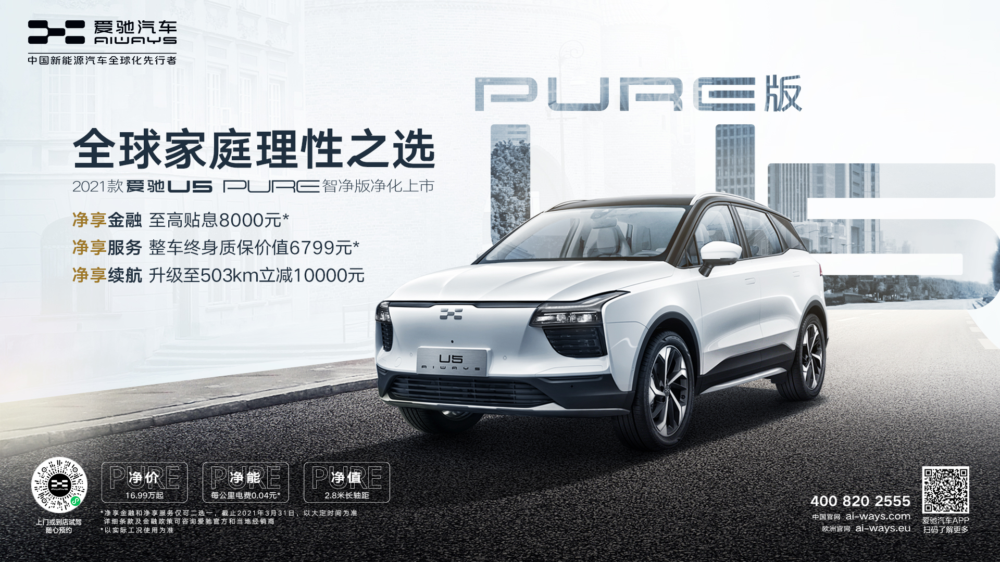 爱驰汽车
AIWAYS
中国新能源汽车全球化先行者
PURE版
U5
全球家庭理性之选
2021款 爱驰U5 PURE智净版净化上市
净享金融 至高贴息8000元*
净享服务 整车终身质保价值6799元*
净享续航 升级至503km立减10000元
U5
AIWAYS
AIWAYS
上门或到店试驾
随心预约
PURE
净价
16.99万起
PURE
净能
每公里电费0.04元*
PURE
净值
2.8米长轴距
*净享金融和净享服务仅可二选一，截止2021年3月31日，以大定时间为准
详细条款及金融政策可咨询爱驰官方和当地经销商
*以实际工况使用为准
400 820 2555
中国官网 ai-ways.com
欧洲官网 ai-ways.eu
爱驰汽车APP
扫码了解更多